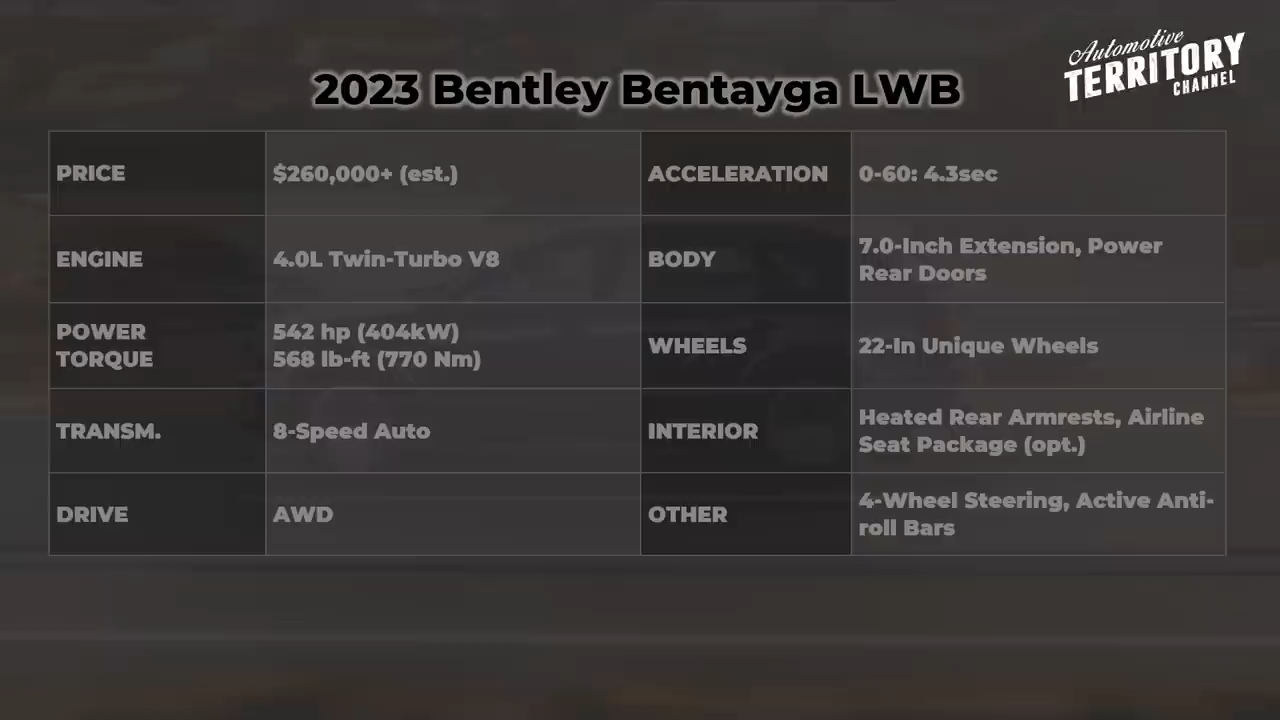 Automotive
TERRITORY
CHANNEL
2023 Bentley Bentayga LWB
PRICE
$260,000+ (est.)
ACCELERATION
0-60: 4.3sec
ENGINE
4.0L Twin-Turbo V8
BODY
7.0-Inch Extension, Power
Rear Doors
POWER
TORQUE
542 hp (404kW)
568 lb-ft (770 Nm)
WHEELS
22-In Unique Wheels
TRANSM.
8-Speed Auto
INTERIOR
Heated Rear Armrests, Airline
Seat Package (opt.)
DRIVE
AWD
OTHER
4-Wheel Steering, Active Anti-
roll Bars